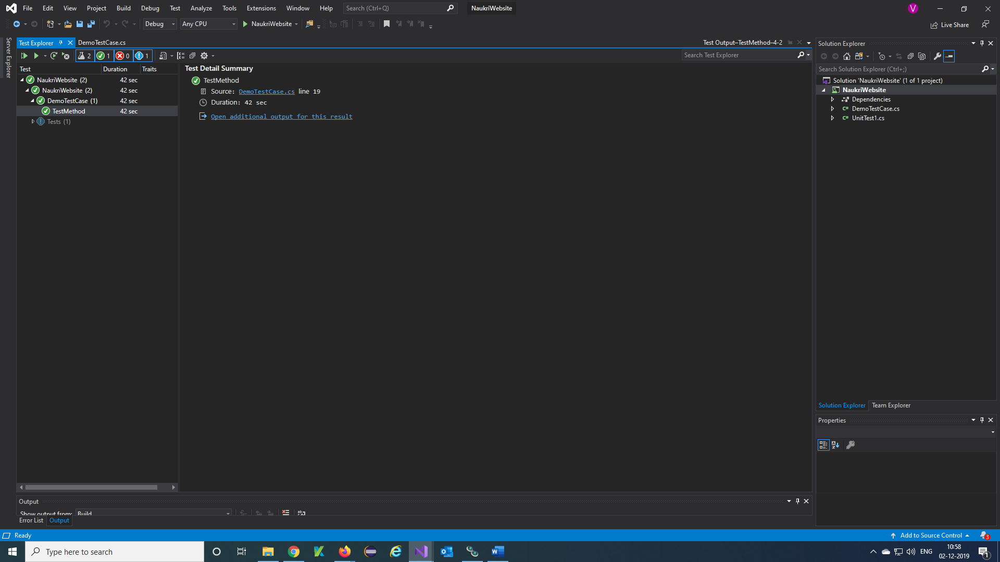 File Edit View Project Build Debug Test Analyze Tools Extensions Window Help Search (Ctrl+Q) NaukriWebsite
V
Debug Any CPU NaukriWebsite Live Share
Server Explorer
Test Explorer DemoTestCase.cs Test Output–TestMethod–4-2
2 1 0 1 Search Test Explorer
Test Duration Traits
NaukriWebsite (2) 42 sec
NaukriWebsite (2) 42 sec
DemoTestCase (1) 42 sec
TestMethod 42 sec
Tests (1)
Test Detail Summary
TestMethod
Source: DemoTestCase.cs line 19
Duration: 42 sec
Open additional output for this result
Solution Explorer
Search Solution Explorer (Ctrl+;)
Solution 'NaukriWebsite' (1 of 1 project)
NaukriWebsite
Dependencies
C# DemoTestCase.cs
C# UnitTest1.cs
Solution Explorer Team Explorer
Properties
Output
Show output from: Build
Error List Output
Ready Add to Source Control 3
Type here to search
ENG
10:58
02-12-2019
1